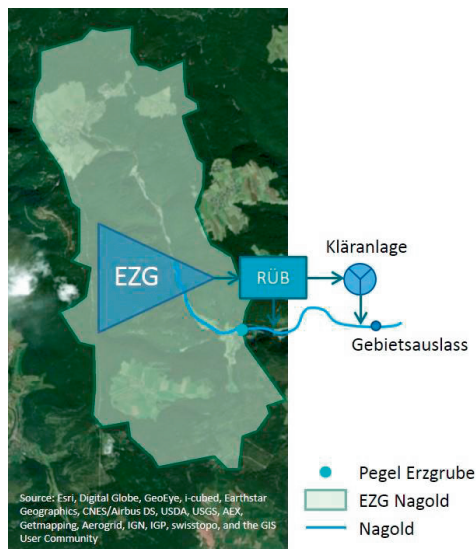 Kläranlage
EZG
RÜB
Gebietsauslass
Pegel Erzgrube
EZG Nagold
Nagold
Source: Esri, Digital Globe, GeoEye, i-cubed, Earthstar
Geographics, CNES/Airbus DS, USDA, USGS, AEX,
Getmapping, Aerogrid, IGN, IGP, swisstopo, and the GIS
User Community